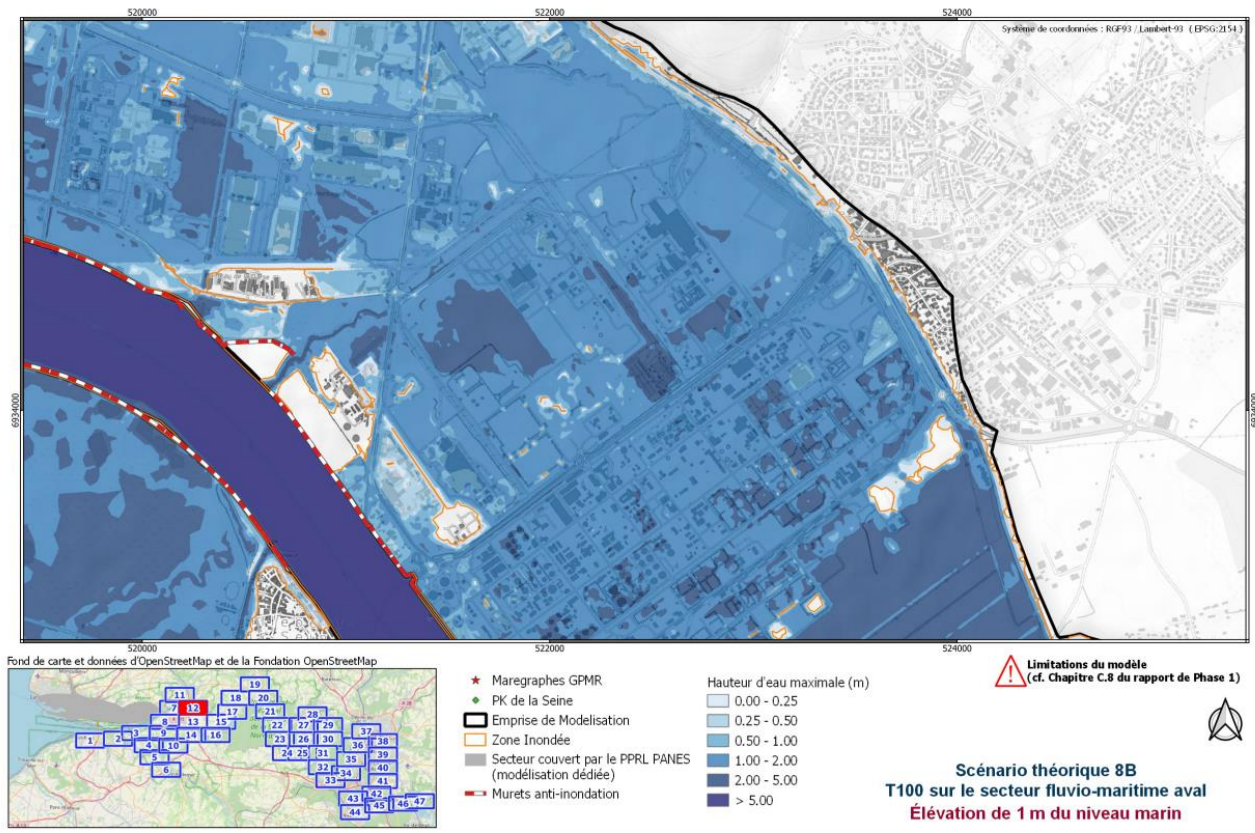 520000
522000
524000
Système de coordonnées : RGF93 / Lambert-93 ( EPSG:2154 )
6934000
6934000
520000
522000
524000
Fond de carte et données d'OpenStreetMap et de la Fondation OpenStreetMap
19
11
18
20
7
12
17
21
28
8
13
15
22
27
29
37
1
2
3
9
14
16
23
26
30
36
38
4
10
24
25
31
35
39
5
32
34
40
6
33
41
43
42
44
45
46
47
Maregraphes GPMR
PK de la Seine
Emprise de Modelisation
Zone Inondée
Secteur couvert par le PPRL PANES
(modélisation dédiée)
Murets anti-inondation
Hauteur d'eau maximale (m)
0.00 - 0.25
0.25 - 0.50
0.50 - 1.00
1.00 - 2.00
2.00 - 5.00
> 5.00
Limitations du modèle
(cf. Chapitre C.8 du rapport de Phase 1)
Scénario théorique 8B
T100 sur le secteur fluvio-maritime aval
Élévation de 1 m du niveau marin